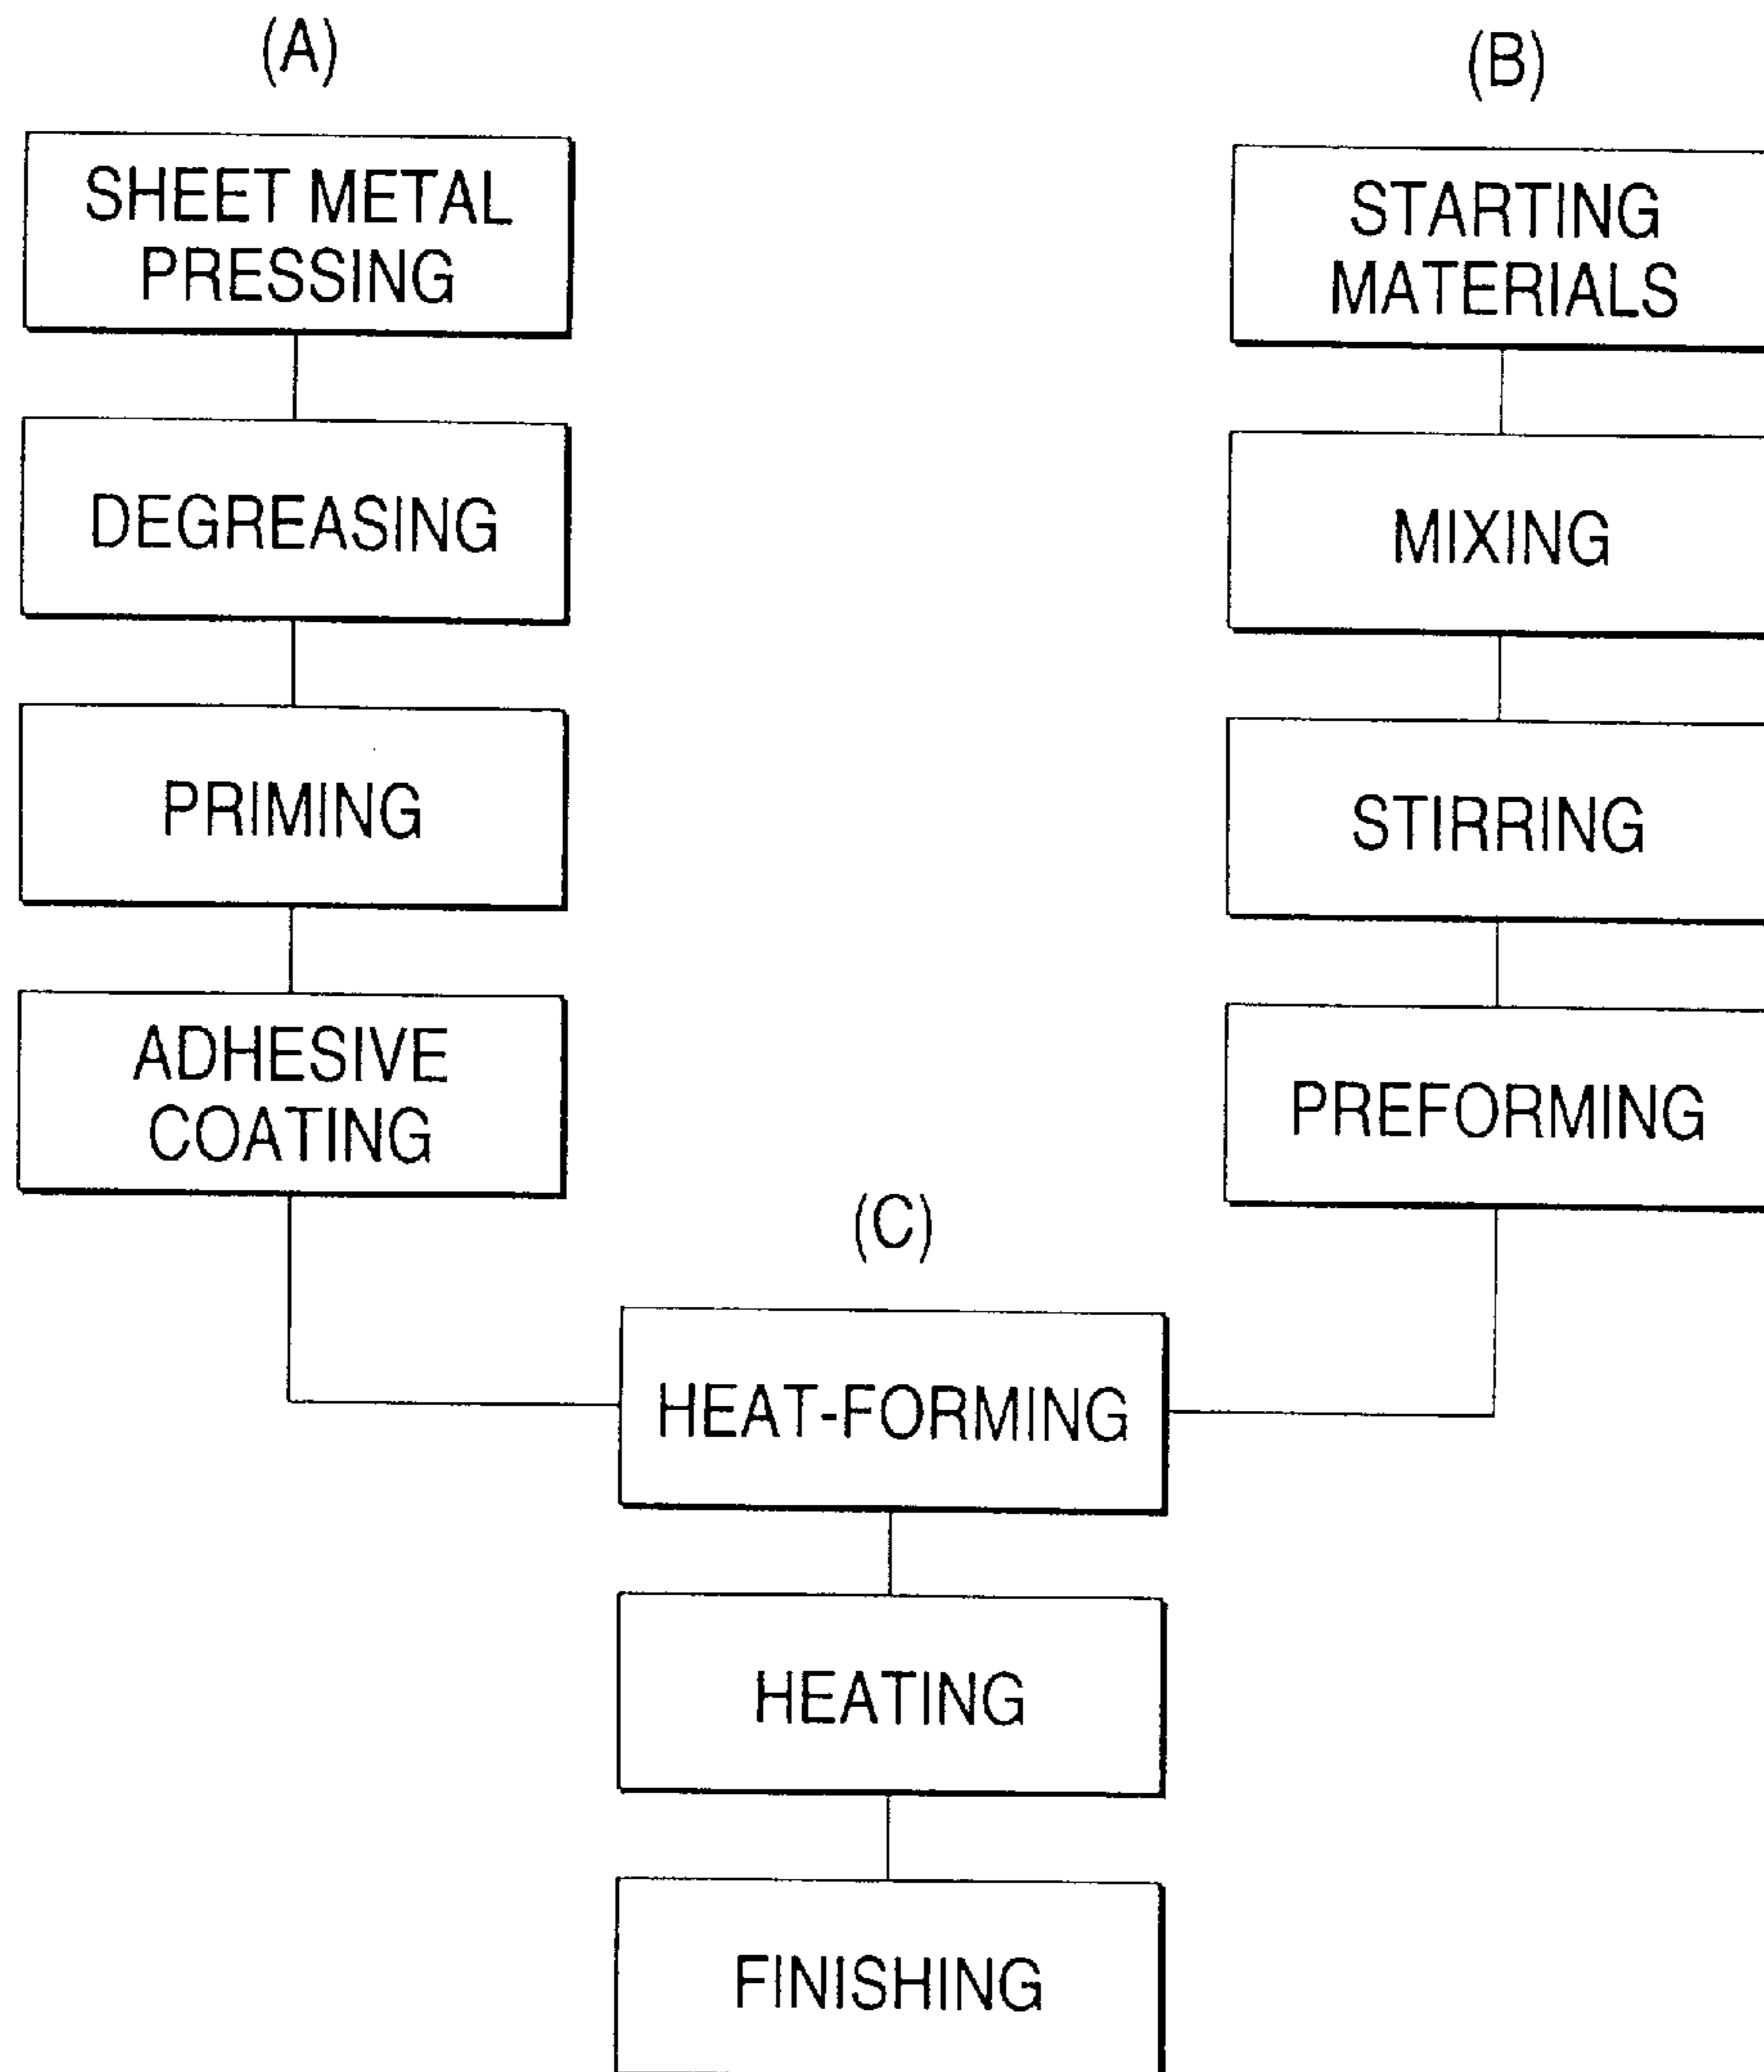 (A)
SHEET METAL
PRESSING
DEGREASING
PRIMING
ADHESIVE
COATING
(B)
STARTING
MATERIALS
MIXING
STIRRING
PREFORMING
(C)
HEAT-FORMING
HEATING
FINISHING